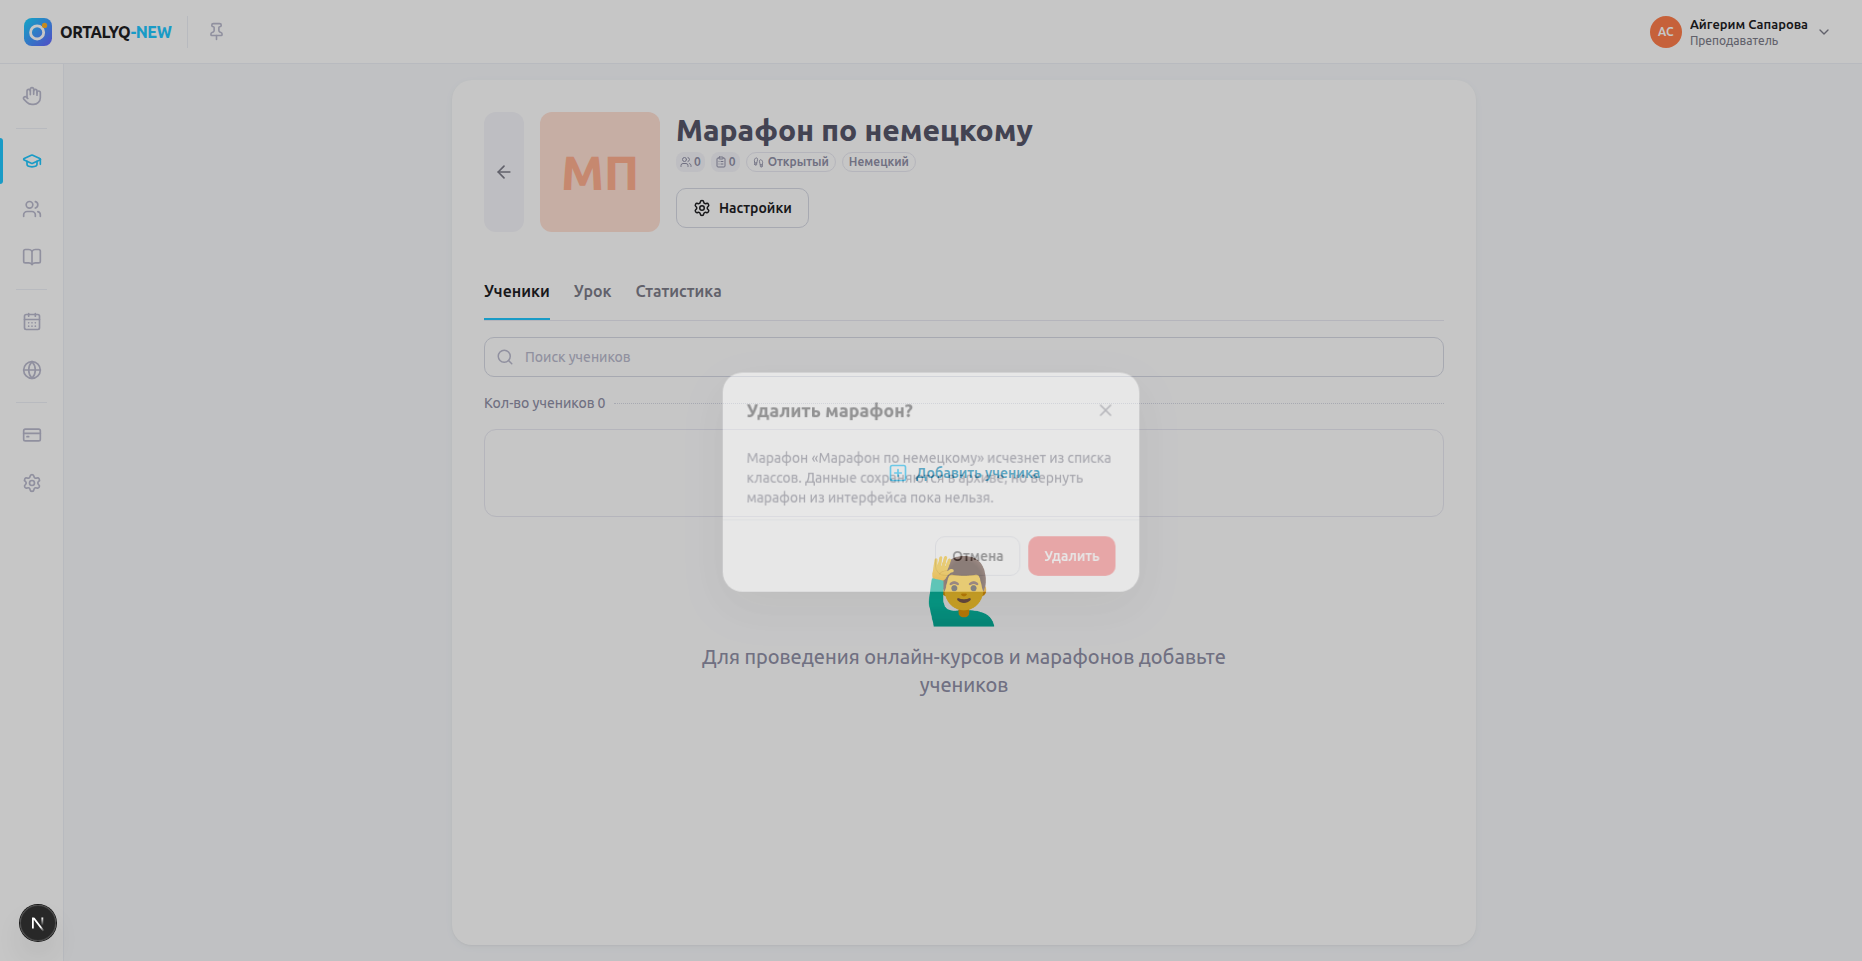 ORTALYQ-NEW
АС
Айгерим Сапарова
Преподаватель
МП
Марафон по немецкому
0 0 Открытый Немецкий
Настройки
Ученики Урок Статистика
Поиск учеников
Кол-во учеников 0
Удалить марафон?
Марафон «Марафон по немецкому» исчезнет из списка
классов. Данные сохраняются в архиве, но вернуть
марафон из интерфейса пока нельзя.
Добавить ученика
Отмена Удалить
Для проведения онлайн-курсов и марафонов добавьте
учеников
N